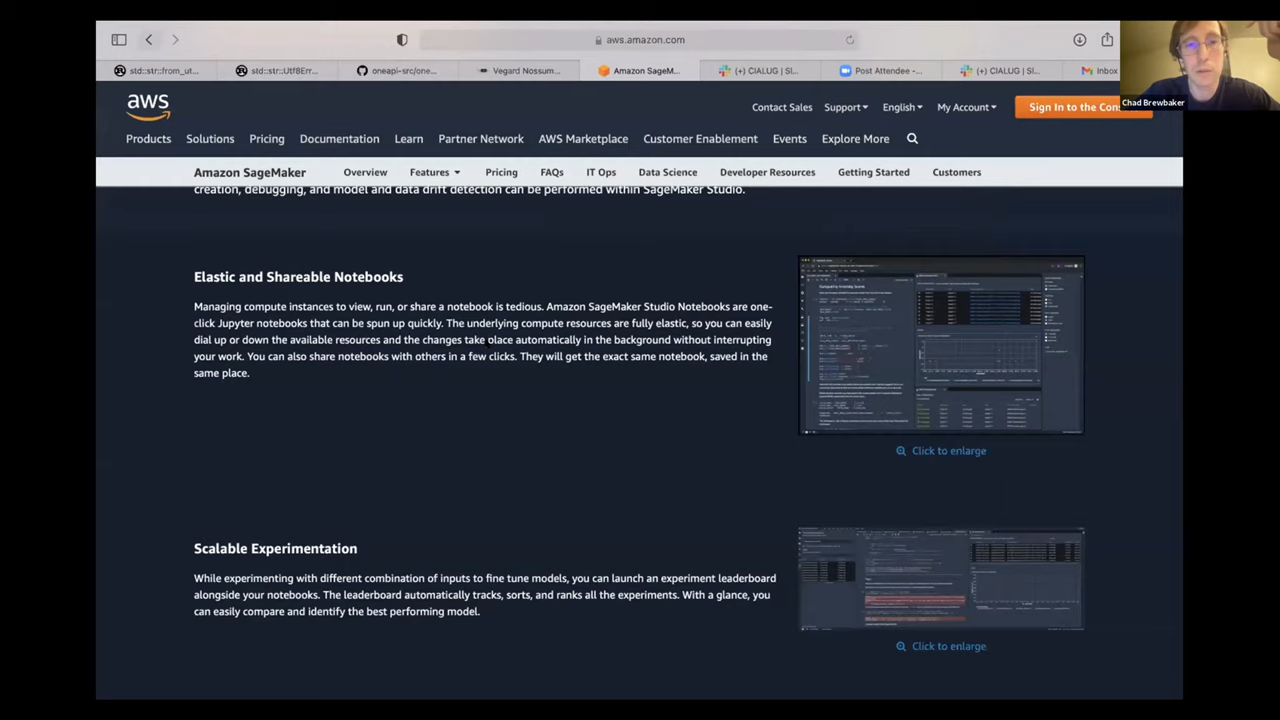 aws.amazon.com
std::str::from_ut...
std::str::Utf8Err...
oneapi-src/one...
Vegard Nossum...
Amazon SageM...
(+) CIALUG | Sl...
Post Attendee -...
(+) CIALUG | Sl...
Inbox
Chad Brewbaker
aws
Contact Sales
Support
English
My Account
Sign In to the Con
Products
Solutions
Pricing
Documentation
Learn
Partner Network
AWS Marketplace
Customer Enablement
Events
Explore More
Amazon SageMaker
Overview
Features
Pricing
FAQs
IT Ops
Data Science
Developer Resources
Getting Started
Customers
creation, debugging, and model and data drift detection can be performed within SageMaker Studio.
Elastic and Shareable Notebooks
Managing compute instances to view, run, or share a notebook is tedious. Amazon SageMaker Studio Notebooks are one-
click Jupyter notebooks that can be spun up quickly. The underlying compute resources are fully elastic, so you can easily
dial up or down the available resources and the changes take place automatically in the background without interrupting
your work. You can also share notebooks with others in a few clicks. They will get the exact same notebook, saved in the
same place.
Click to enlarge
Scalable Experimentation
While experimenting with different combination of inputs to fine tune models, you can launch an experiment leaderboard
alongside your notebooks. The leaderboard automatically tracks, sorts, and ranks all the experiments. With a glance, you
can easily compare and identify the best performing model.
Click to enlarge